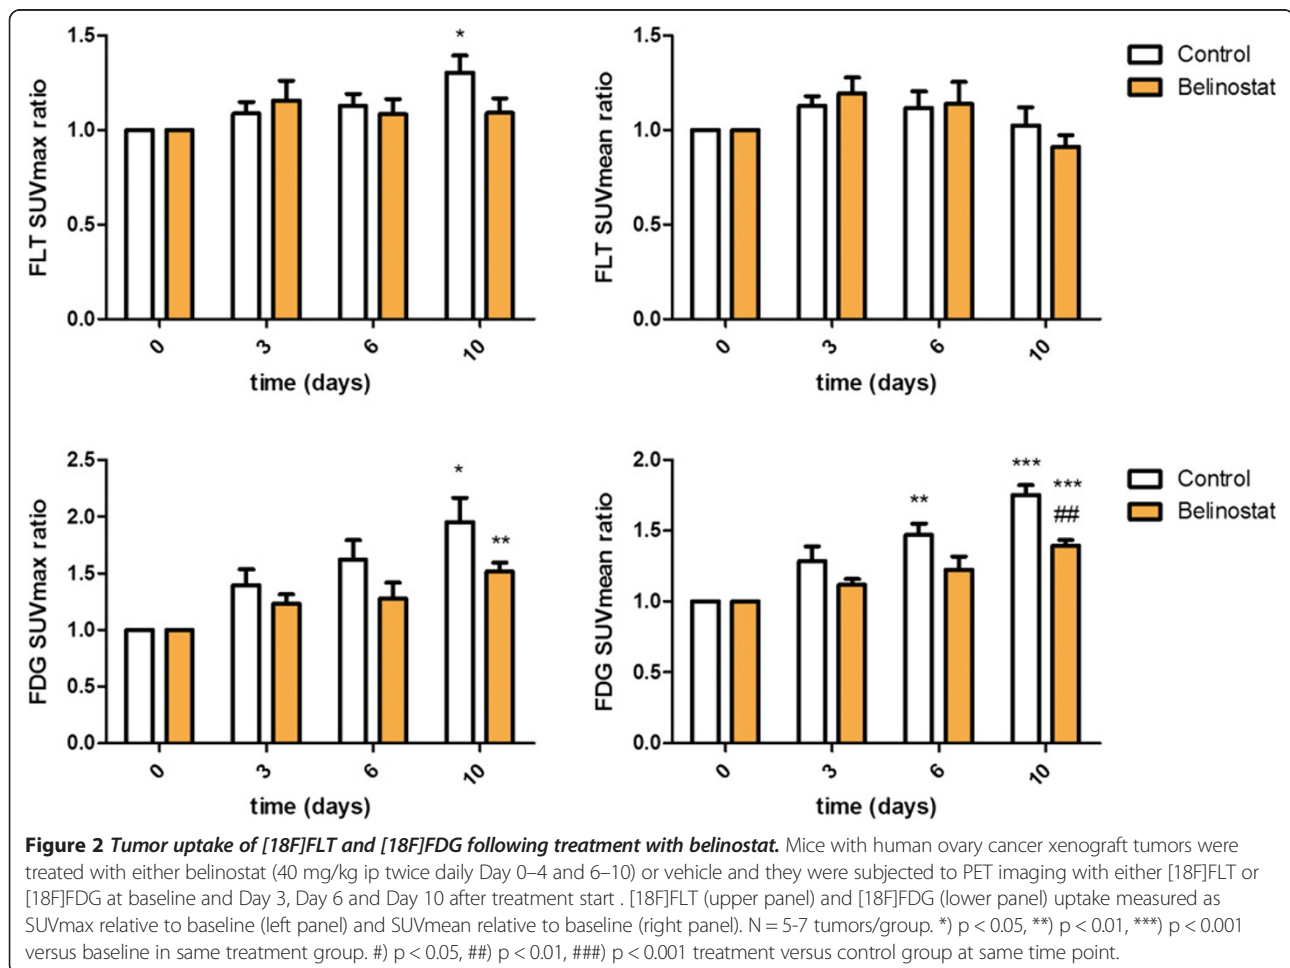 *
1.5
1.0
0.5
0.0
FLT SUVmax ratio
0
3
6
10
time (days)
1.5
1.0
0.5
0.0
FLT SUVmean ratio
0
3
6
10
time (days)
Control
Belinostat
*
**
2.5
2.0
1.5
1.0
0.5
0.0
FDG SUVmax ratio
0
3
6
10
time (days)
**
***
***
##
2.0
1.5
1.0
0.5
0.0
FDG SUVmean ratio
0
3
6
10
time (days)
Control
Belinostat
Figure 2 Tumor uptake of [18F]FLT and [18F]FDG following treatment with belinostat. Mice with human ovary cancer xenograft tumors were
treated with either belinostat (40 mg/kg ip twice daily Day 0–4 and 6–10) or vehicle and they were subjected to PET imaging with either [18F]FLT or
[18F]FDG at baseline and Day 3, Day 6 and Day 10 after treatment start . [18F]FLT (upper panel) and [18F]FDG (lower panel) uptake measured as
SUVmax relative to baseline (left panel) and SUVmean relative to baseline (right panel). N = 5-7 tumors/group. *) p < 0.05, **) p < 0.01, ***) p < 0.001
versus baseline in same treatment group. #) p < 0.05, ##) p < 0.01, ###) p < 0.001 treatment versus control group at same time point.